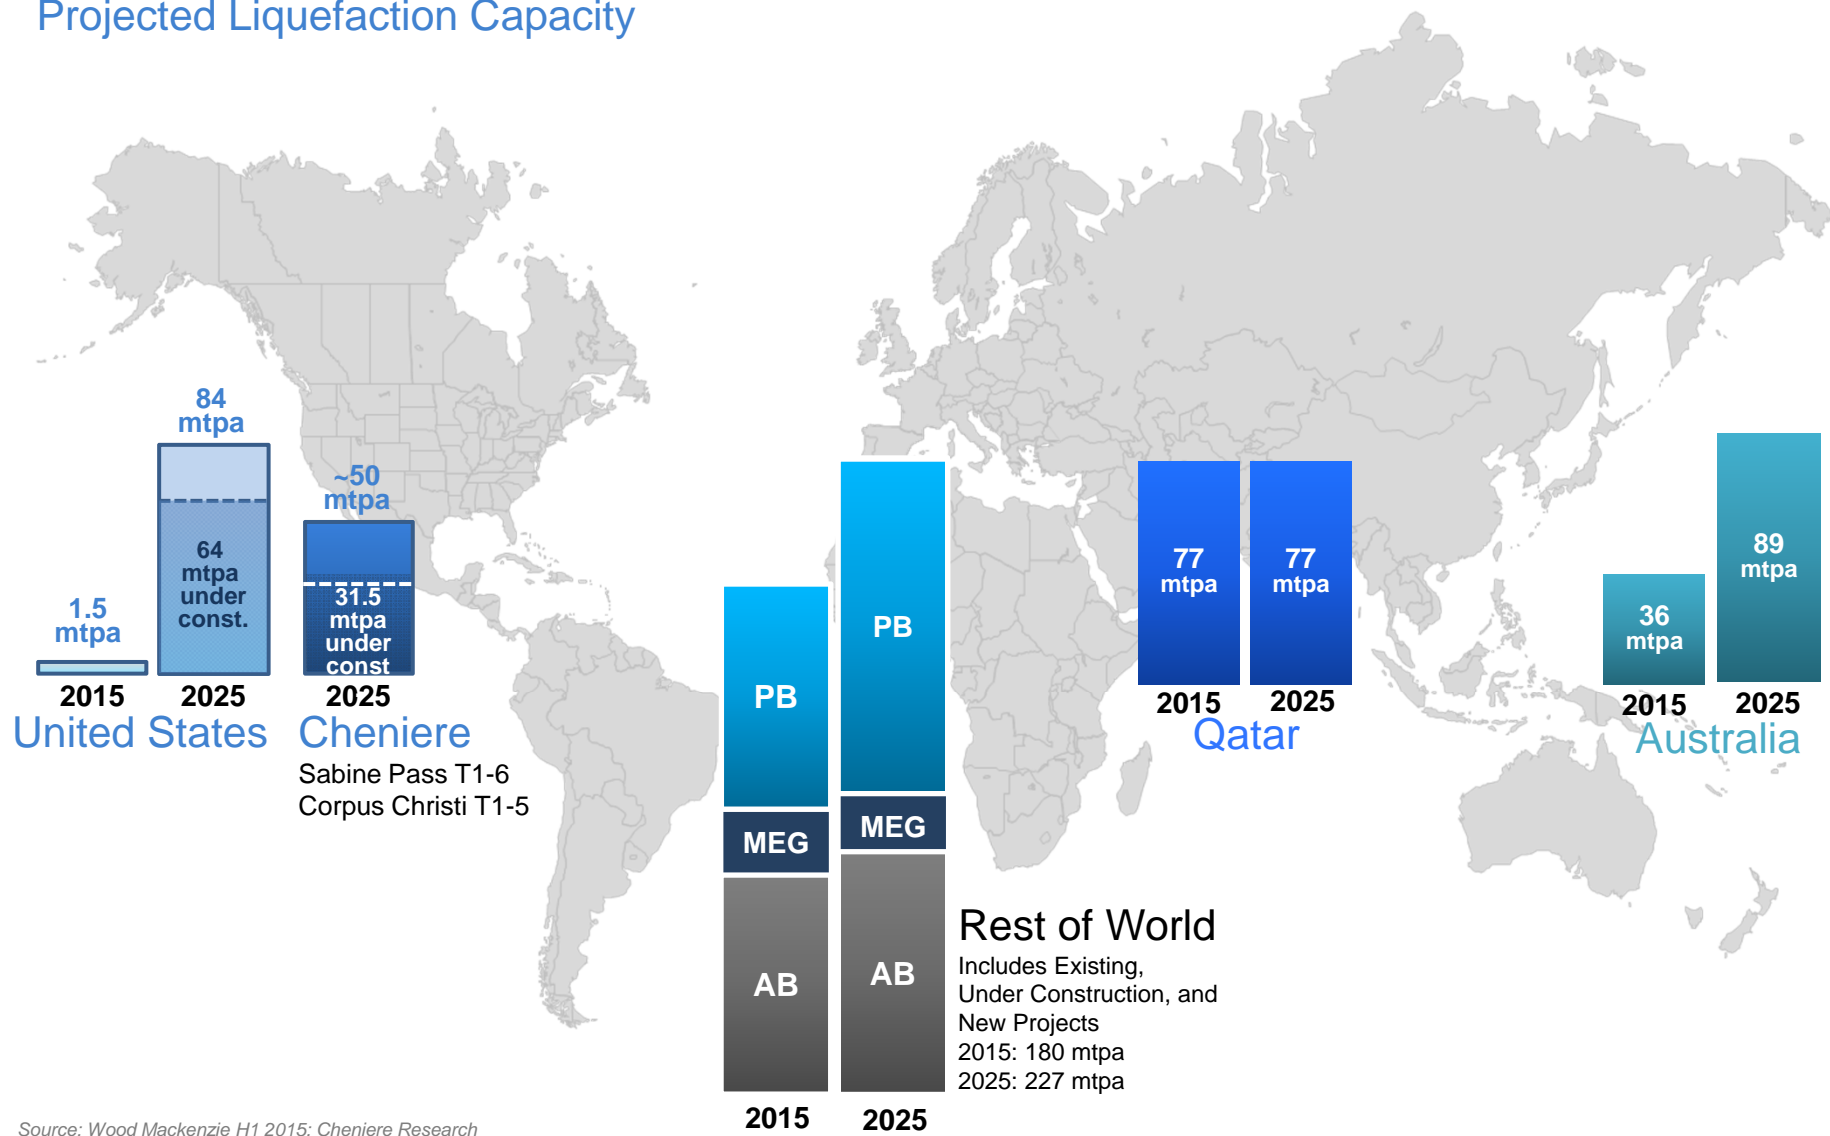 Projected Liquefaction Capacity
84
mtpa
64
mtpa
under
const.
1.5
mtpa
2015
2025
United States
~50
mtpa
31.5
mtpa
under
const
2025
Cheniere
Sabine Pass T1-6
Corpus Christi T1-5
PB
MEG
AB
2015
PB
MEG
AB
2025
Rest of World
Includes Existing,
Under Construction, and
New Projects
2015: 180 mtpa
2025: 227 mtpa
77
mtpa
77
mtpa
2015
2025
Qatar
36
mtpa
89
mtpa
2015
2025
Australia
Source: Wood Mackenzie H1 2015; Cheniere Research